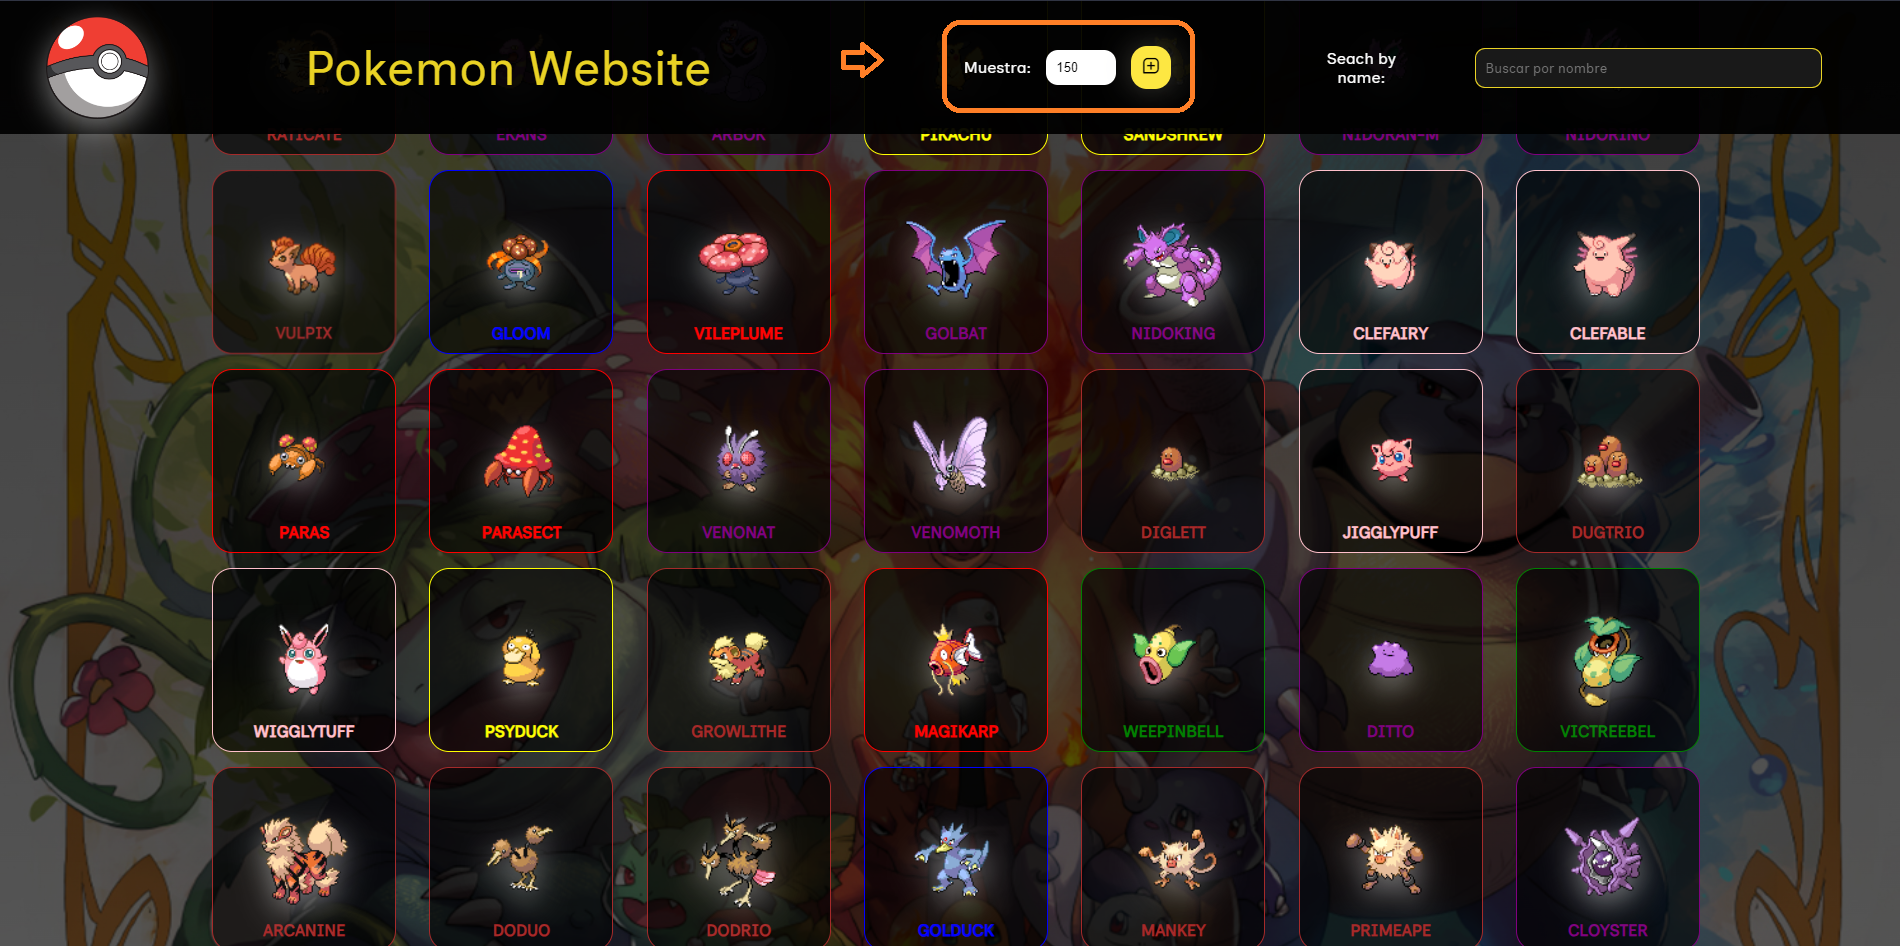 Pokemon Website
Muestra: 150
Seach by
name:
Buscar por nombre
RATICATE EKANS ARBOK PIKACHU SANDSHREW NIDORAN-M NIDORINO
VULPIX GLOOM VILEPLUME GOLBAT NIDOKING CLEFAIRY CLEFABLE
PARAS PARASECT VENONAT VENOMOTH DIGLETT JIGGLYPUFF DUGTRIO
WIGGLYTUFF PSYDUCK GROWLITHE MAGIKARP WEEPINBELL DITTO VICTREEBEL
ARCANINE DODUO DODRIO GOLDUCK MANKEY PRIMEAPE CLOYSTER